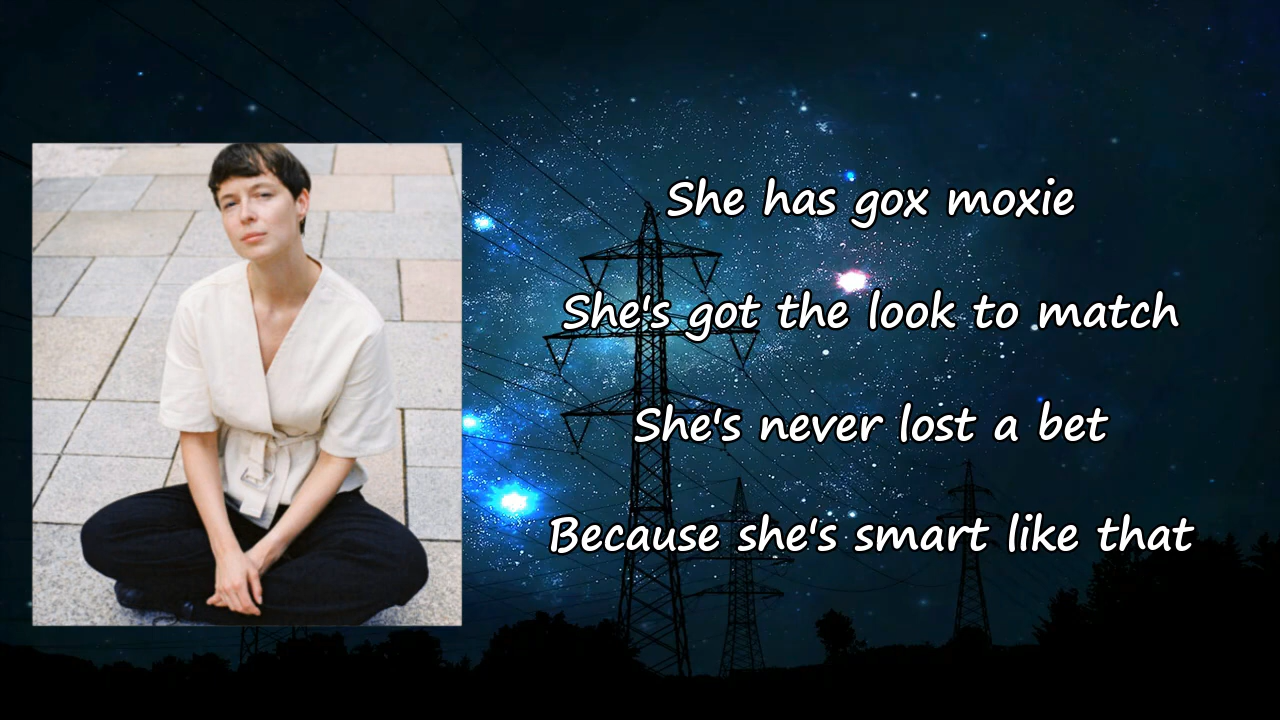 She has gox moxie
She's got the look to match
She's never lost a bet
Because she's smart like that